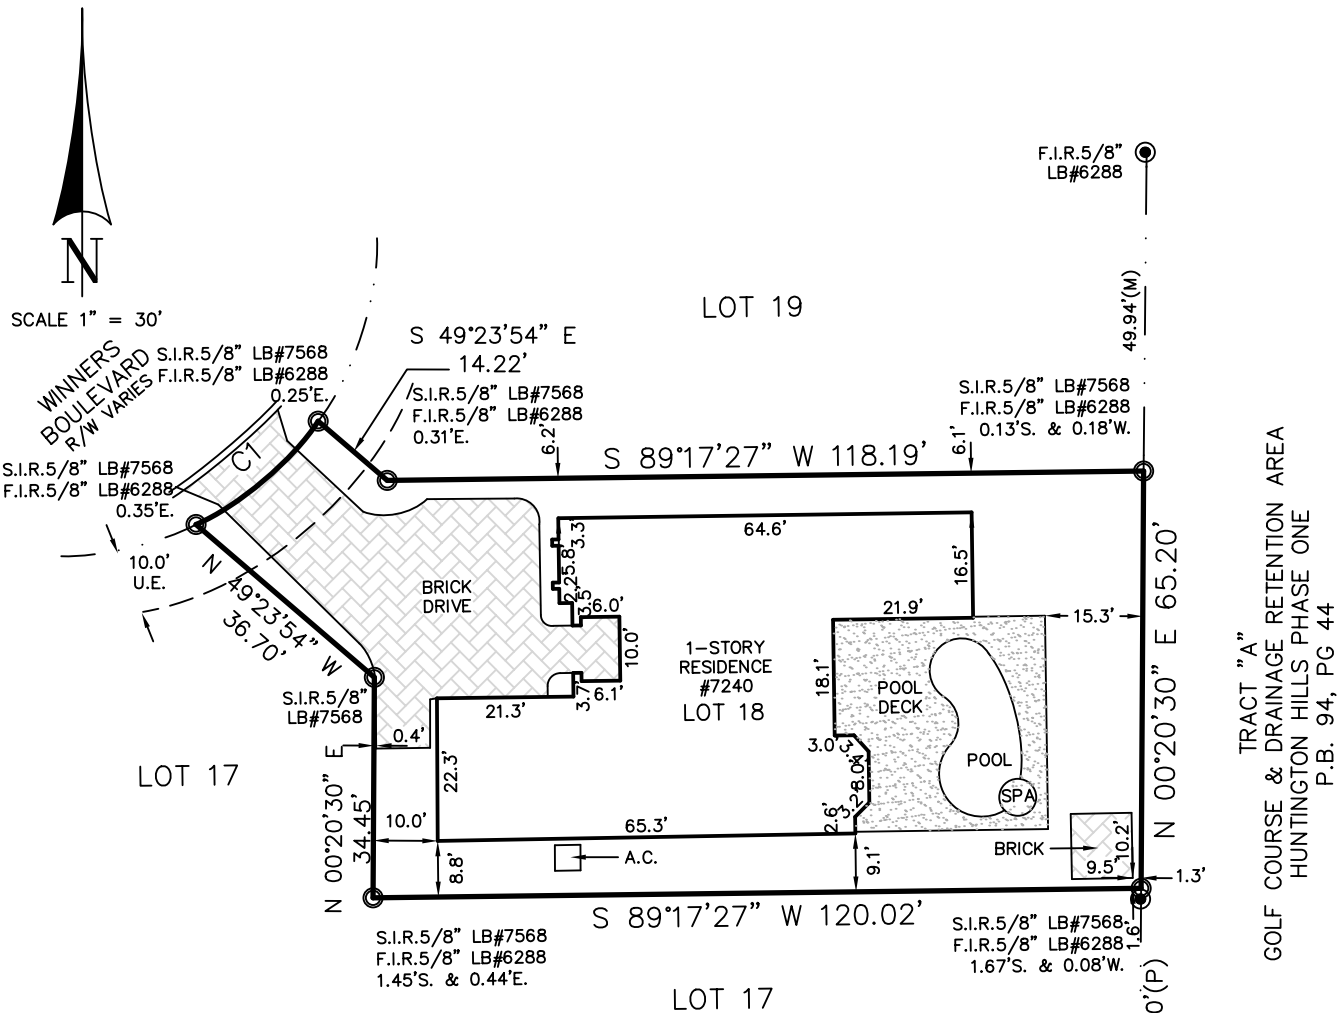 F.I.R.5/8"
LB#6288
N
SCALE 1" = 30'
49.94'(M)
LOT 19
S 49°23'54" E
14.22'
WINNERS
BOULEVARD
R/W VARIES
S.I.R.5/8" LB#7568
F.I.R.5/8" LB#6288
0.25'E.
S.I.R.5/8" LB#7568
F.I.R.5/8" LB#6288
0.31'E.
S.I.R.5/8" LB#7568
F.I.R.5/8" LB#6288
0.13'S. & 0.18'W.
6.2'
6.1'
S 89°17'27" W 118.19'
C1
S.I.R.5/8" LB#7568
F.I.R.5/8" LB#6288
0.35'E.
10.0'
U.E.
N 49°23'54" W
36.70'
BRICK
DRIVE
3.3'
64.6'
25.8'
2.2'
3.5'
6.0'
10.0'
3.7'
6.1'
16.5'
21.9'
15.3'
N 00°20'30" E 65.20'
1-STORY
RESIDENCE
#7240
LOT 18
18.1'
POOL
DECK
POOL
SPA
3.0'
3.4'
8.0'
3.2'
2.6'
S.I.R.5/8"
LB#7568
21.3'
0.4'
22.3'
LOT 17
N 00°20'30" E
34.45'
10.0'
65.3'
8.8'
A.C.
9.1'
BRICK
9.5'
10.2'
1.3'
S 89°17'27" W 120.02'
S.I.R.5/8" LB#7568
F.I.R.5/8" LB#6288
1.45'S. & 0.44'E.
S.I.R.5/8" LB#7568
F.I.R.5/8" LB#6288
1.67'S. & 0.08'W.
1.6'
0'(P)
LOT 17
TRACT "A"
GOLF COURSE & DRAINAGE RETENTION AREA
HUNTINGTON HILLS PHASE ONE
P.B. 94, PG 44